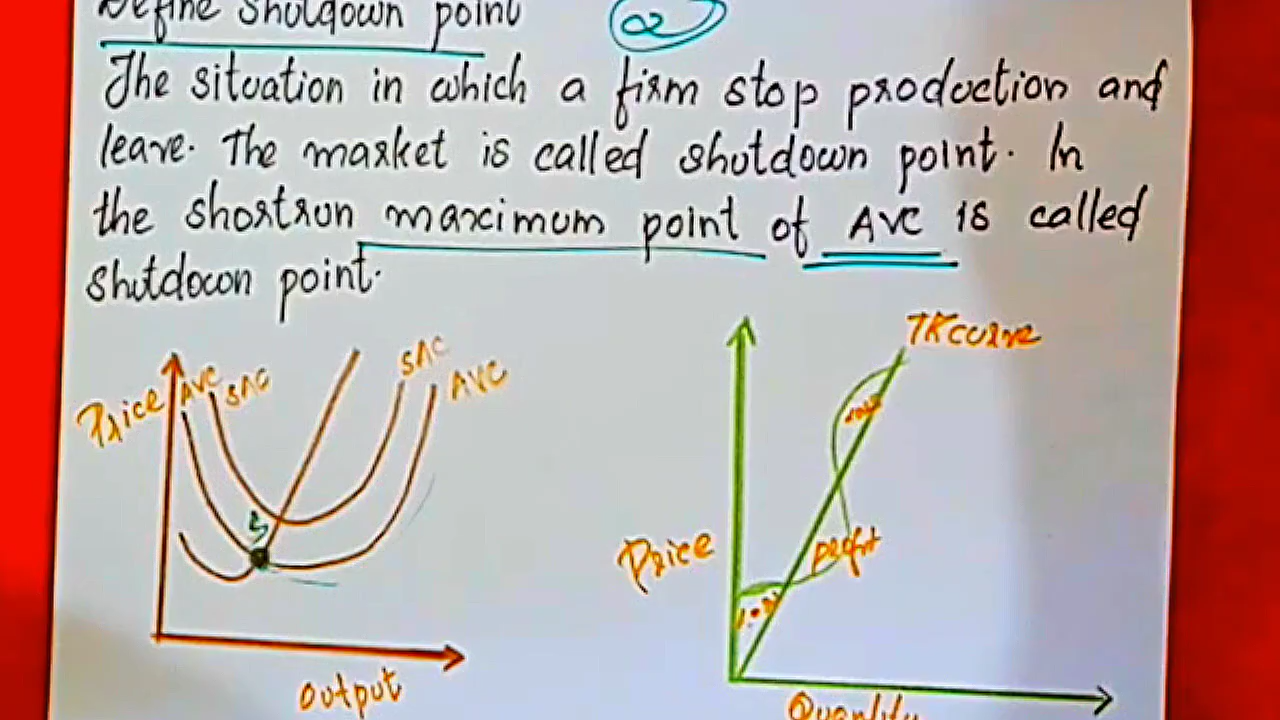 Define Shutdown point 2
The situation in which a firm stop production and
leave. The market is called shutdown point. In
the shortrun maximum point of AVC is called
shutdown point.
Price AVC SAC SAC AVC
Output
TR curve
loss
Price profit
loss
Quantity